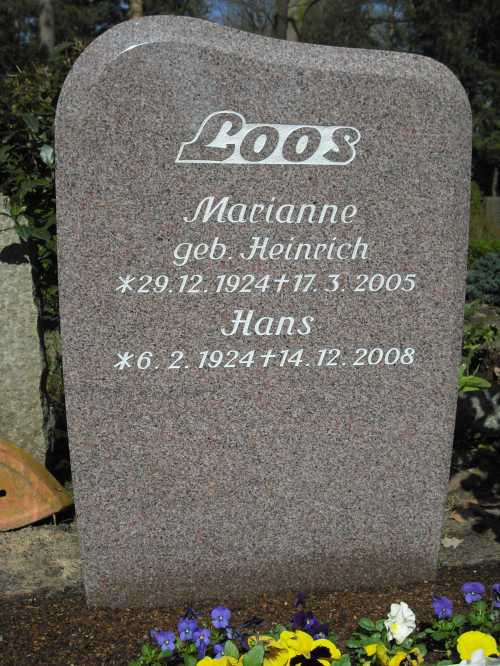 Loos
Marianne
geb. Heinrich
*29.12.1924†17.3.2005
Hans
*6.2.1924†14.12.2008